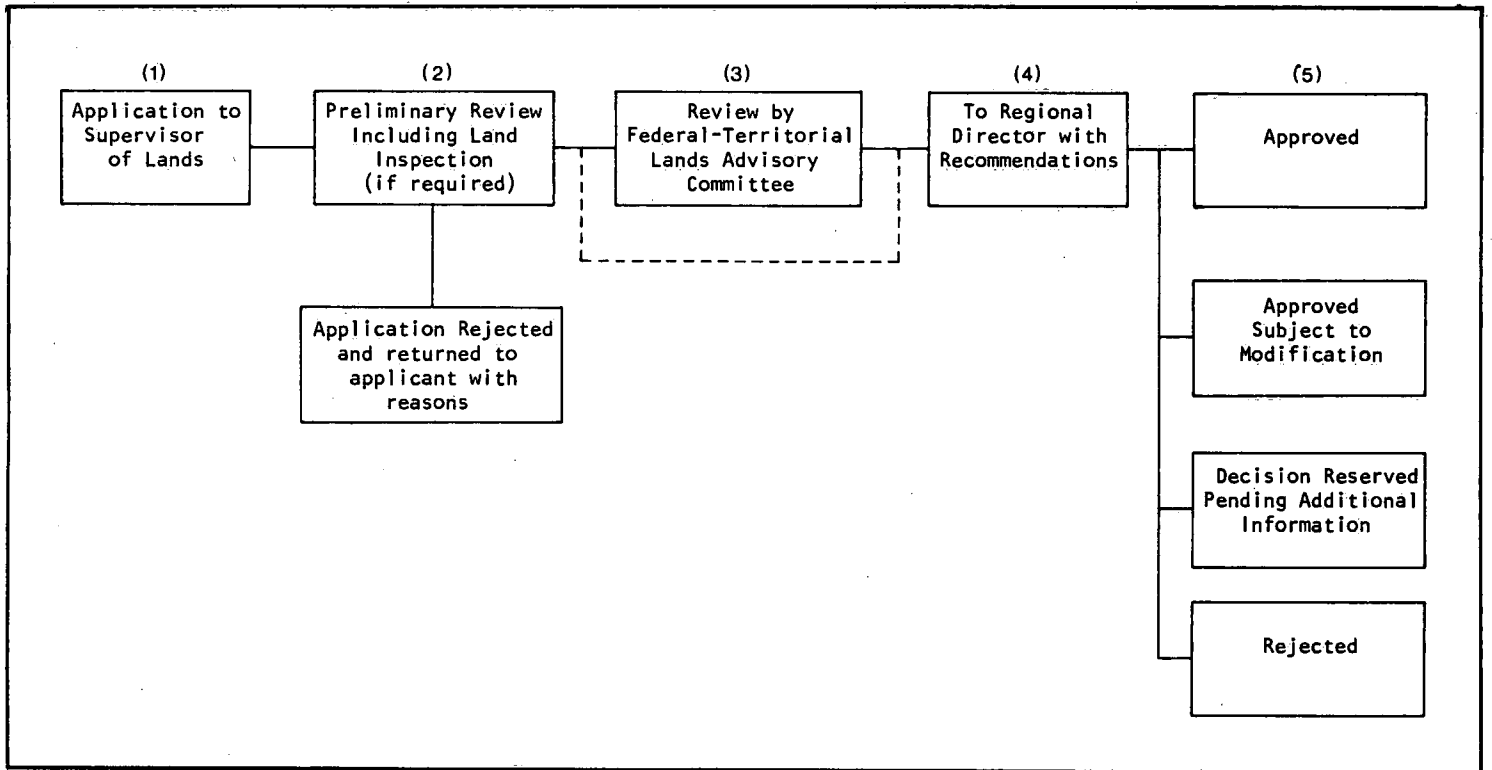 (1)
Application to
Supervisor
of Lands
(2)
Preliminary Review
Including Land
Inspection
(if required)
Application Rejected
and returned to
applicant with
reasons
(3)
Review by
Federal-Territorial
Lands Advisory
Committee
(4)
To Regional
Director with
Recommendations
(5)
Approved
Approved
Subject to
Modification
Decision Reserved
Pending Additional
Information
Rejected